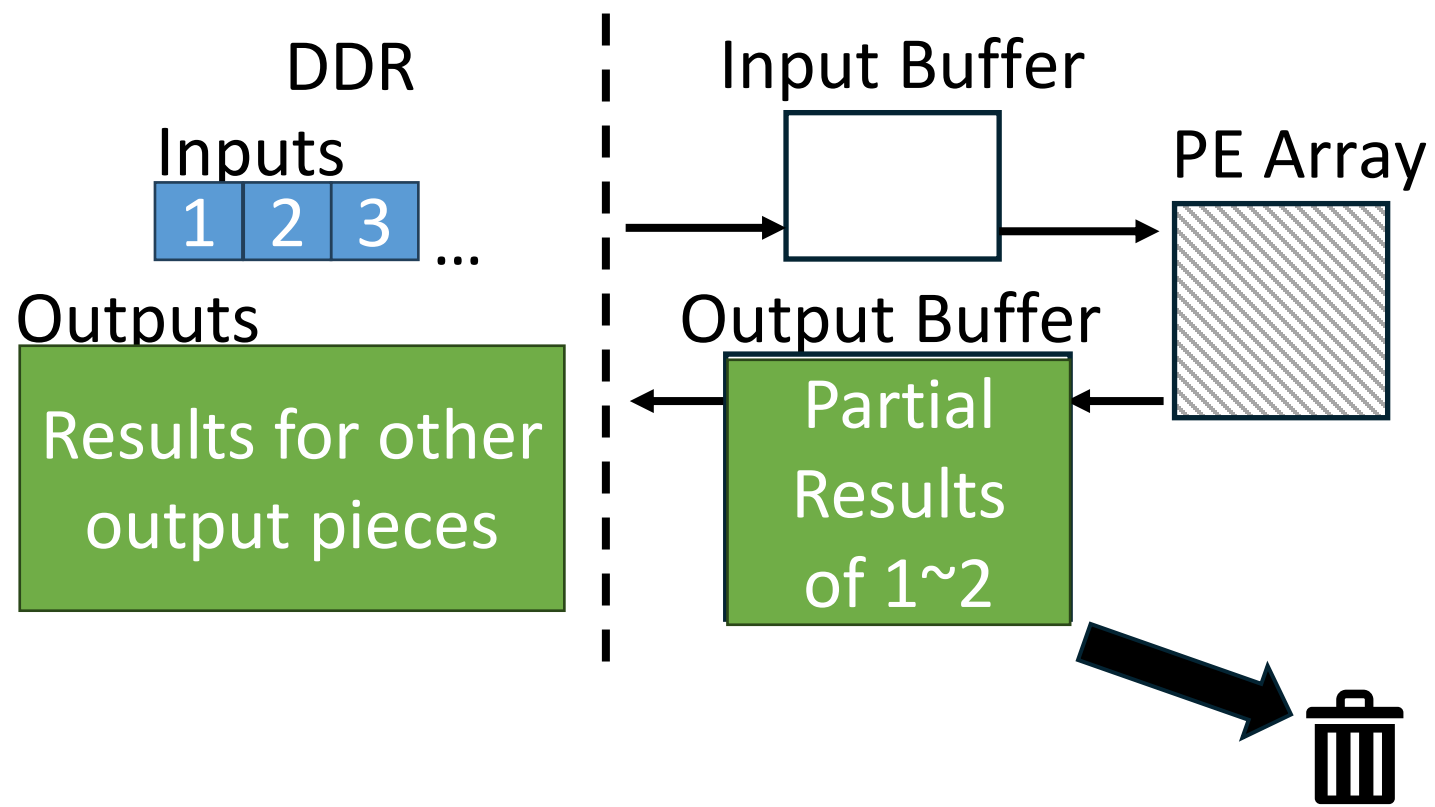 DDR
Inputs
1 2 3 ...
Outputs
Results for other
output pieces
Input Buffer
PE Array
Output Buffer
Partial
Results
of 1~2